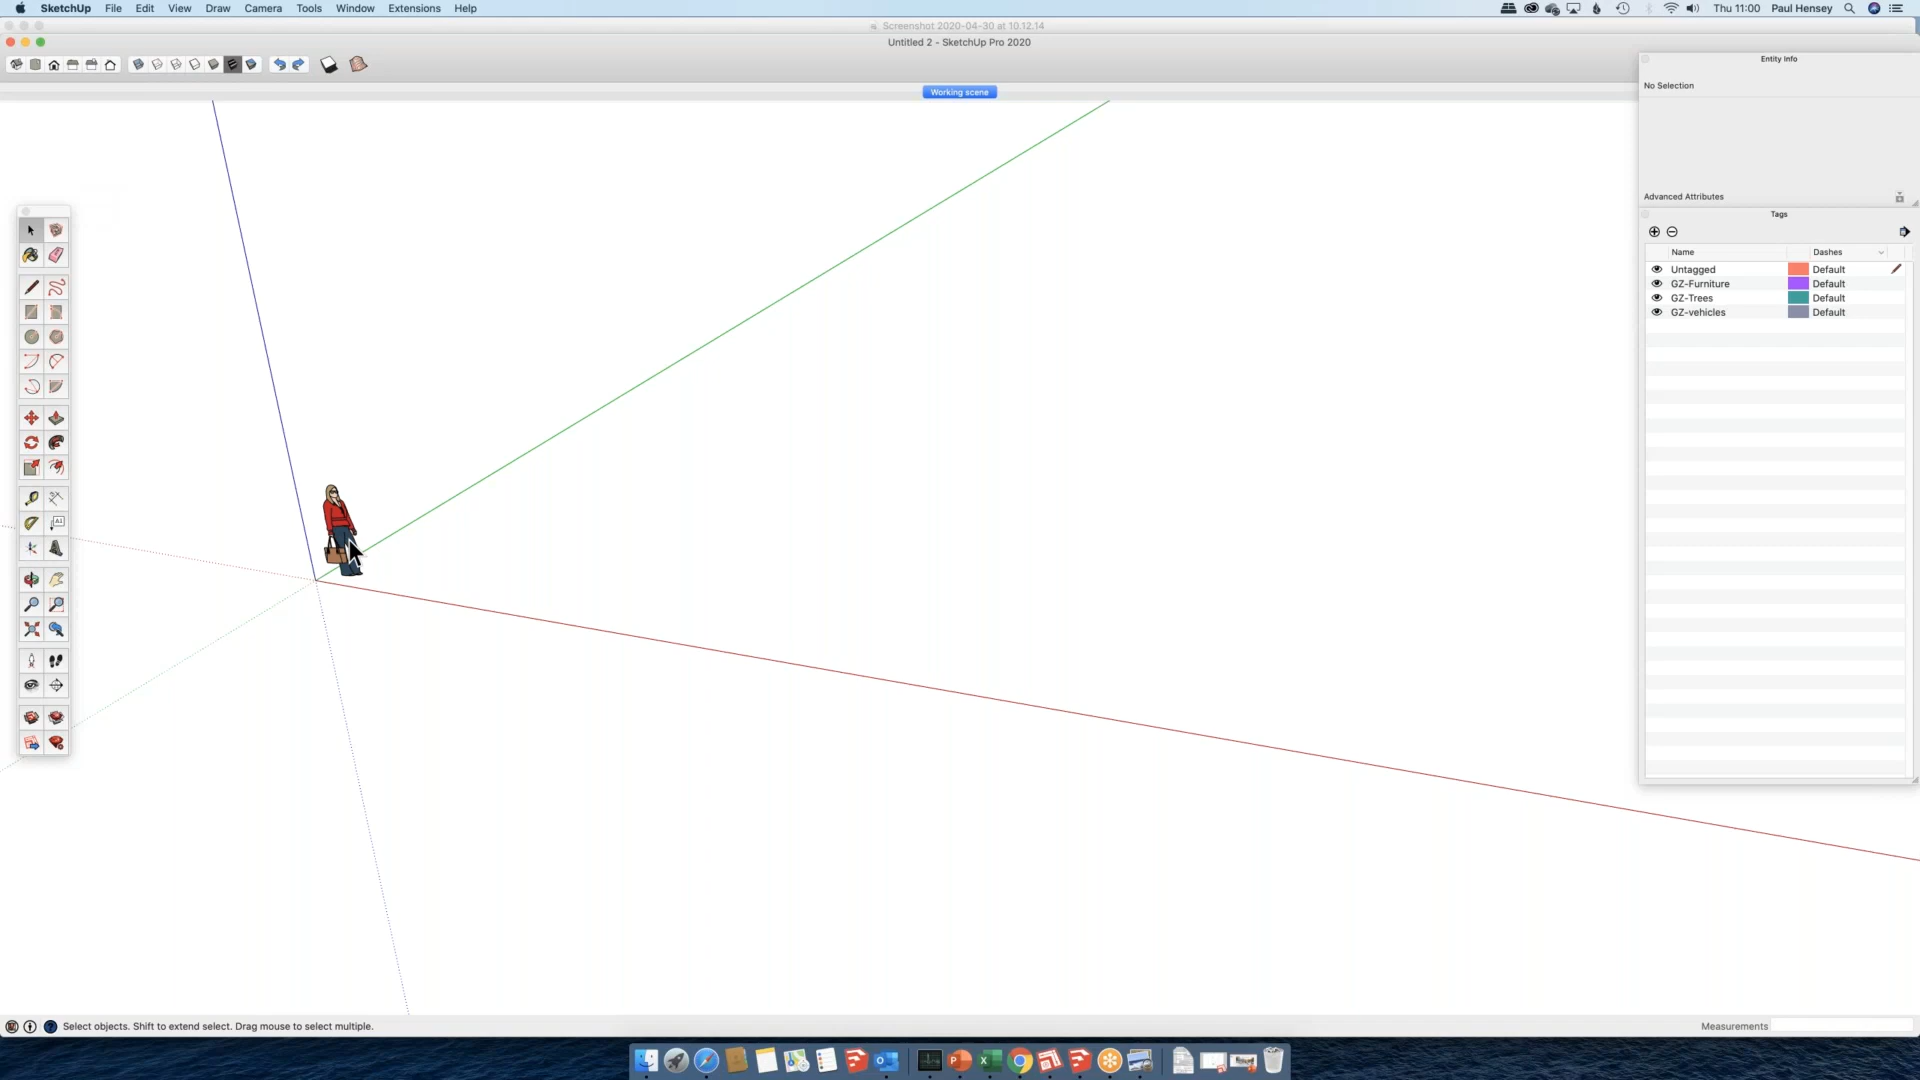 SketchUp File Edit View Draw Camera Tools Window Extensions Help Thu 11:00 Paul Hensey
Screenshot 2020-04-30 at 10.12.14
Untitled 2 - SketchUp Pro 2020
Working scene
Entity Info
No Selection
Advanced Attributes
Tags
Name Dashes
Untagged Default
GZ-Furniture Default
GZ-Trees Default
GZ-vehicles Default
Select objects. Shift to extend select. Drag mouse to select multiple.
Measurements